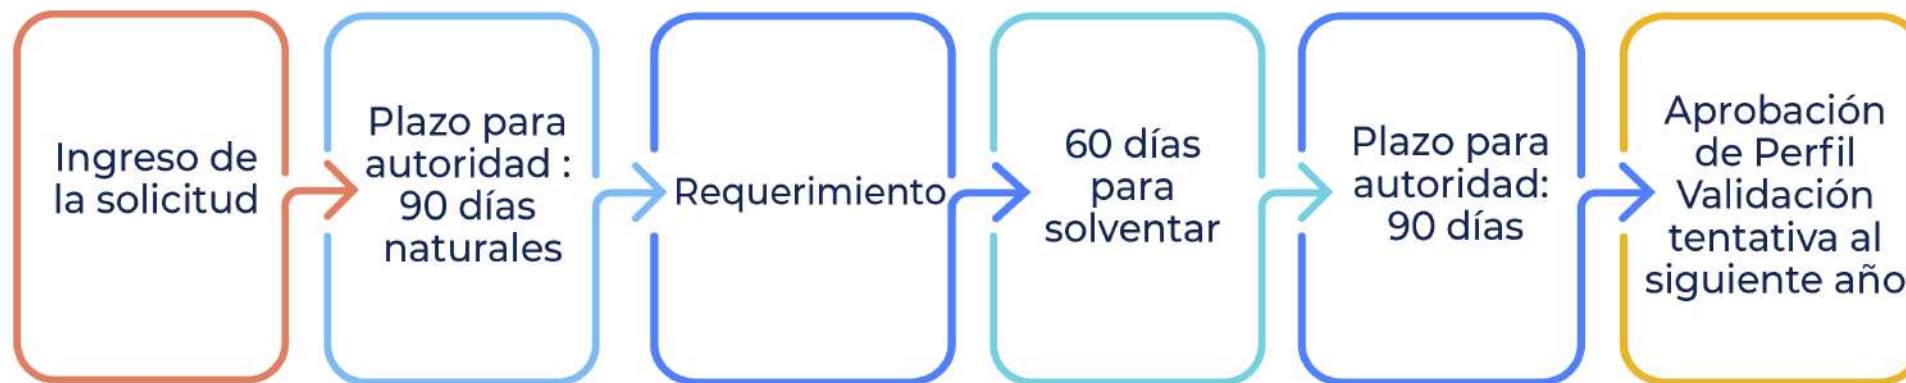 Ingreso de
la solicitud
Plazo para
autoridad :
90 días
naturales
Requerimiento
60 días
para
solventar
Plazo para
autoridad:
90 días
Aprobación
de Perfil
Validación
tentativa al
siguiente año